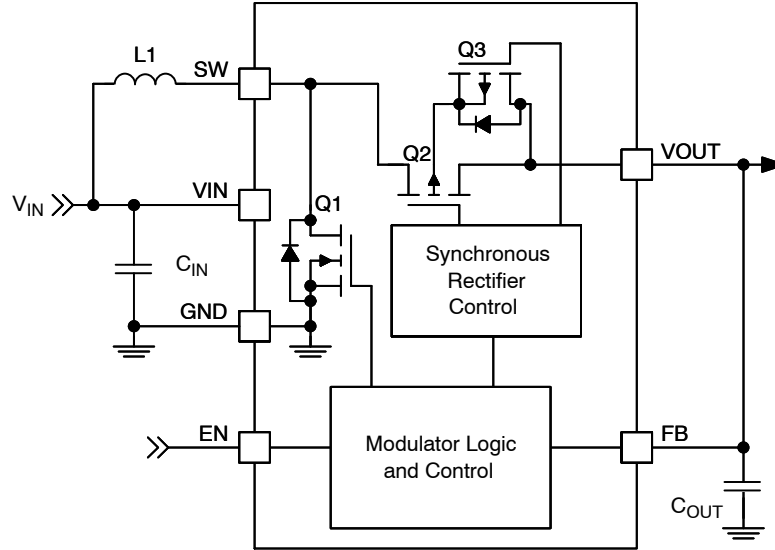 L1
SW
Q3
Q2
VOUT
VIN
VIN
Q1
CIN
Synchronous
Rectifier
Control
GND
EN
Modulator Logic
and Control
FB
COUT